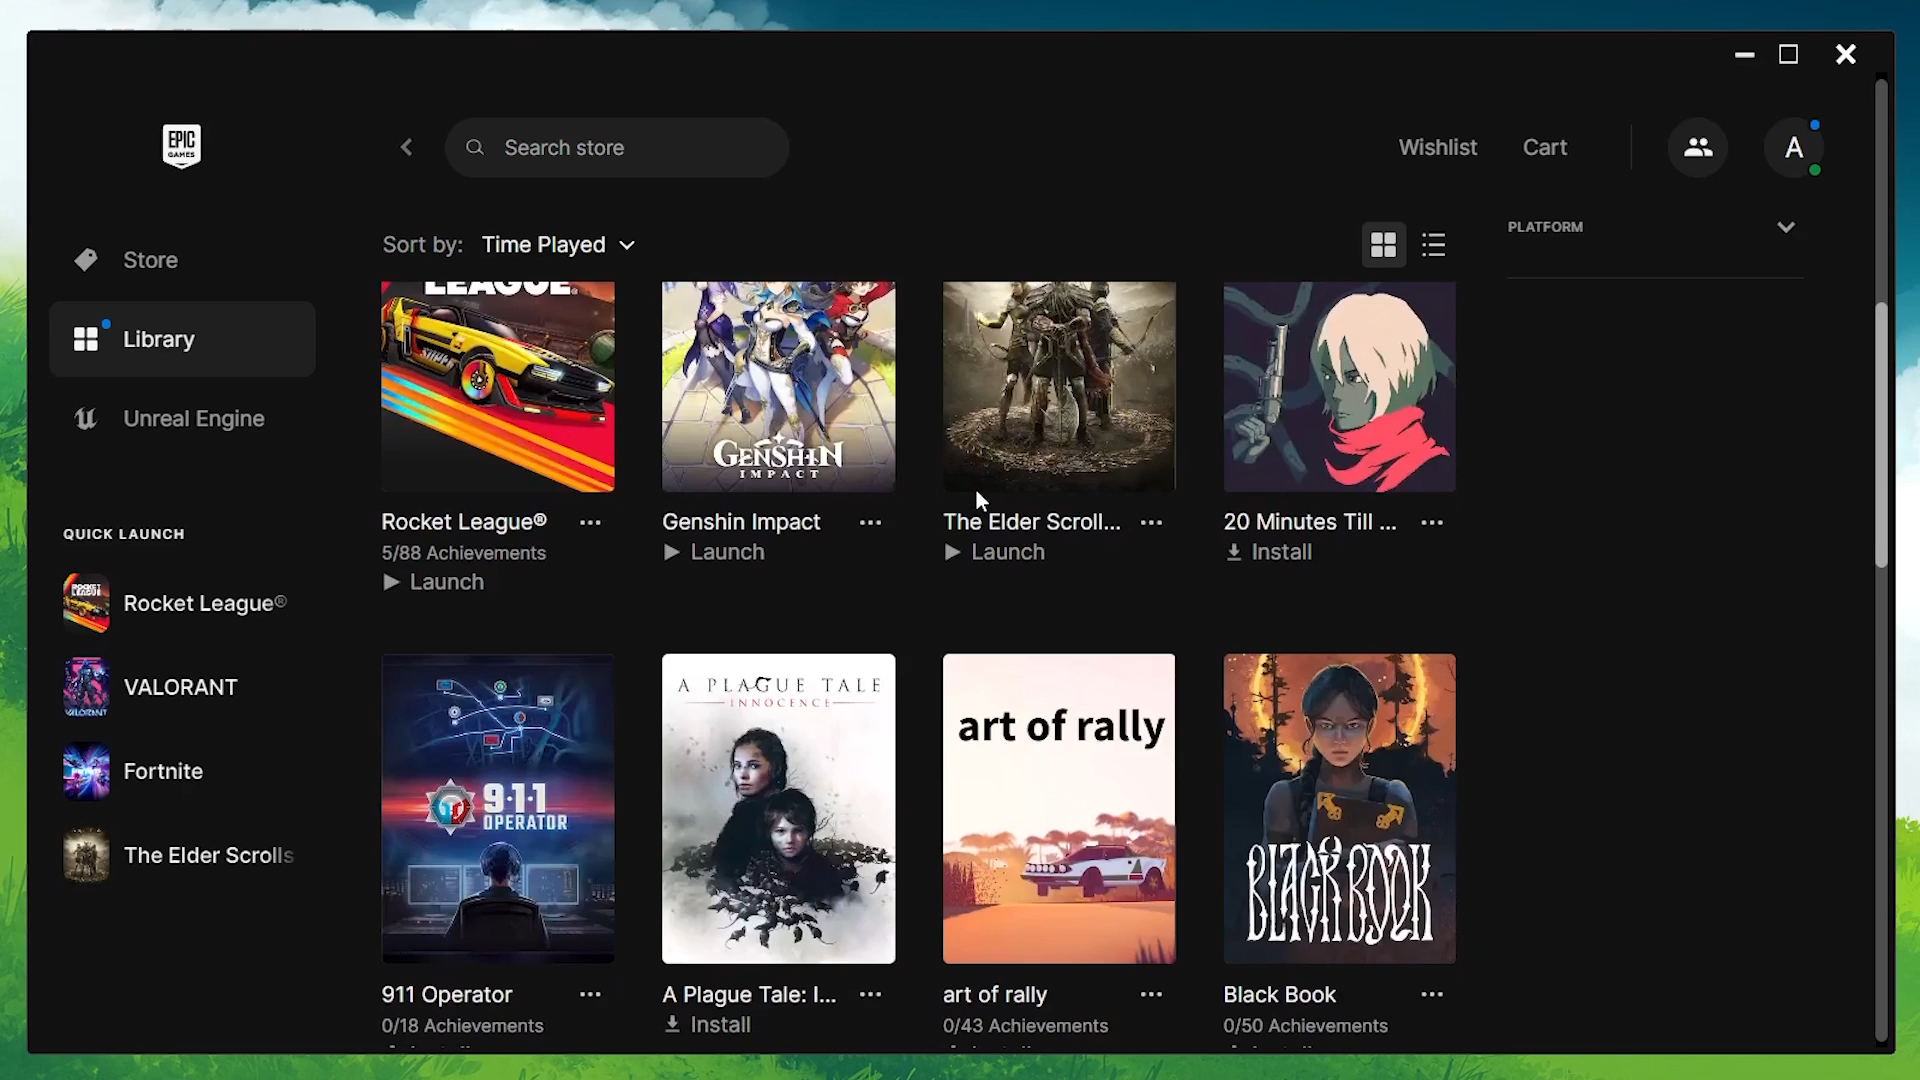 EPIC
GAMES
Search store
Wishlist
Cart
A
Store
Library
Unreal Engine
QUICK LAUNCH
Rocket League®
VALORANT
Fortnite
The Elder Scrolls
Sort by: Time Played
PLATFORM
LEAGUE
GENSHIN
IMPACT
Rocket League® ...
5/88 Achievements
Launch
Genshin Impact ...
Launch
The Elder Scroll... ...
Launch
20 Minutes Till ... ...
Install
9-1-1
OPERATOR
A PLAGUE TALE
INNOCENCE
art of rally
BLACK BOOK
911 Operator ...
0/18 Achievements
A Plague Tale: I... ...
Install
art of rally ...
0/43 Achievements
Black Book ...
0/50 Achievements